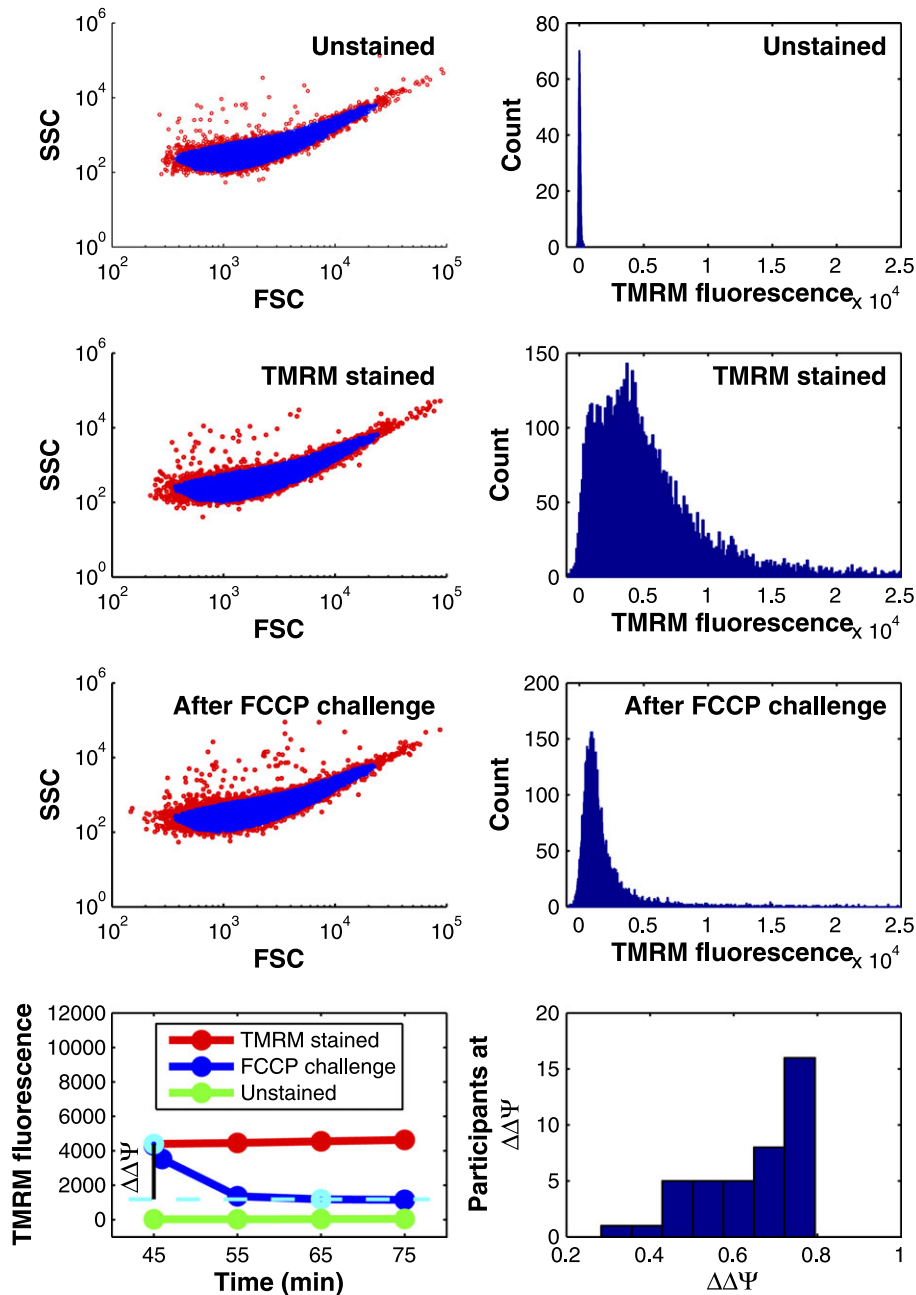 Unstained
SSC
10^6
10^4
10^2
10^0
10^2 10^3 10^4 10^5
FSC
Unstained
Count
80
60
40
20
0
0 0.5 1 1.5 2 2.5
TMRM fluorescence x 10^4
TMRM stained
SSC
10^6
10^4
10^2
10^0
10^2 10^3 10^4 10^5
FSC
TMRM stained
Count
150
100
50
0
0 0.5 1 1.5 2 2.5
TMRM fluorescence x 10^4
After FCCP challenge
SSC
10^6
10^4
10^2
10^0
10^2 10^3 10^4 10^5
FSC
After FCCP challenge
Count
200
150
100
50
0
0 0.5 1 1.5 2 2.5
TMRM fluorescence x 10^4
TMRM fluorescence
12000
10000
8000
6000
4000
2000
0
TMRM stained
FCCP challenge
Unstained
ΔΔΨ
45 55 65 75
Time (min)
Participants at
ΔΔΨ
20
15
10
5
0
0.2 0.4 0.6 0.8 1
ΔΔΨ